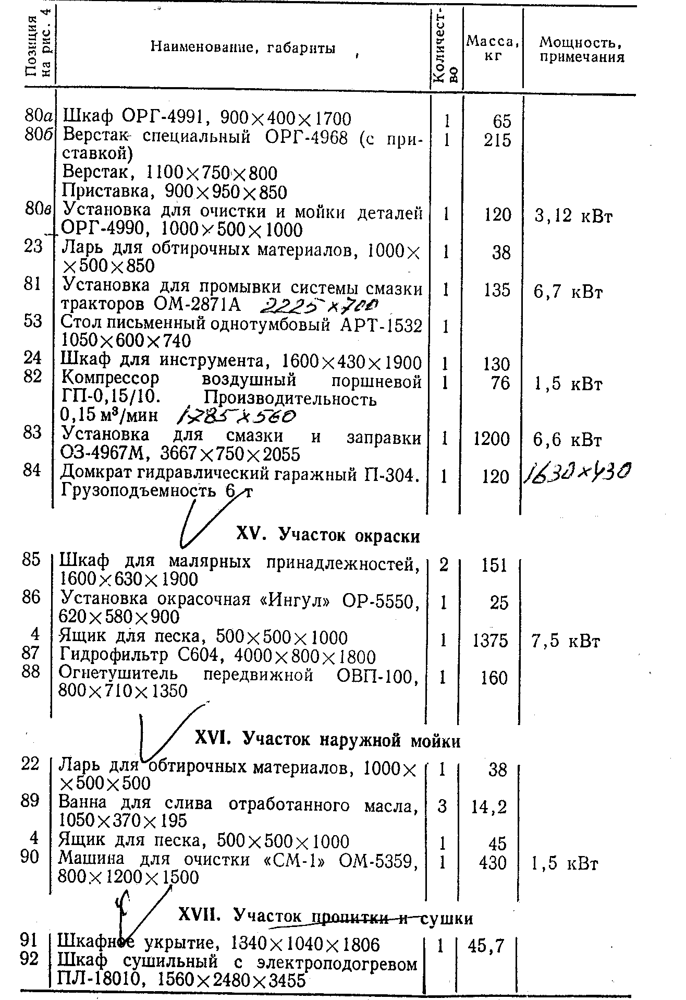 Позиция на рис. 4 Наименование, габариты Количест-во Масса, кг Мощность, примечания
80а Шкаф ОРГ-4991, 900×400×1700 1 65
80б Верстак специальный ОРГ-4968 (с при- 1 215
ставкой)
Верстак, 1100×750×800
Приставка, 900×950×850
80в Установка для очистки и мойки деталей 1 120 3,12 кВт
ОРГ-4990, 1000×500×1000
23 Ларь для обтирочных материалов, 1000× 1 38
×500×850
81 Установка для промывки системы смазки 1 135 6,7 кВт
тракторов ОМ-2871А 2225×700
53 Стол письменный однотумбовый АРТ-1532 1
1050×600×740
24 Шкаф для инструмента, 1600×430×1900 1 130
82 Компрессор воздушный поршневой 1 76 1,5 кВт
ГП-0,15/10. Производительность
0,15 м³/мин 1285×560
83 Установка для смазки и заправки 1 1200 6,6 кВт
ОЗ-4967М, 3667×750×2055
84 Домкрат гидравлический гаражный П-304. 1 120 1630×430
Грузоподъемность 6 т
XV. Участок окраски
85 Шкаф для малярных принадлежностей, 2 151
1600×630×1900
86 Установка окрасочная «Ингул» ОР-5550, 1 25
620×580×900
4 Ящик для песка, 500×500×1000 1 1375 7,5 кВт
87 Гидрофильтр С604, 4000×800×1800
88 Огнетушитель передвижной ОВП-100, 1 160
800×710×1350
XVI. Участок наружной мойки
22 Ларь для обтирочных материалов, 1000× 1 38
×500×500
89 Ванна для слива отработанного масла, 3 14,2
1050×370×195
4 Ящик для песка, 500×500×1000 1 45
90 Машина для очистки «СМ-1» ОМ-5359, 1 430 1,5 кВт
800×1200×1500
XVII. Участок пропитки и сушки
91 Шкафное укрытие, 1340×1040×1806 1 45,7
92 Шкаф сушильный с электроподогревом
ПЛ-18010, 1560×2480×3455